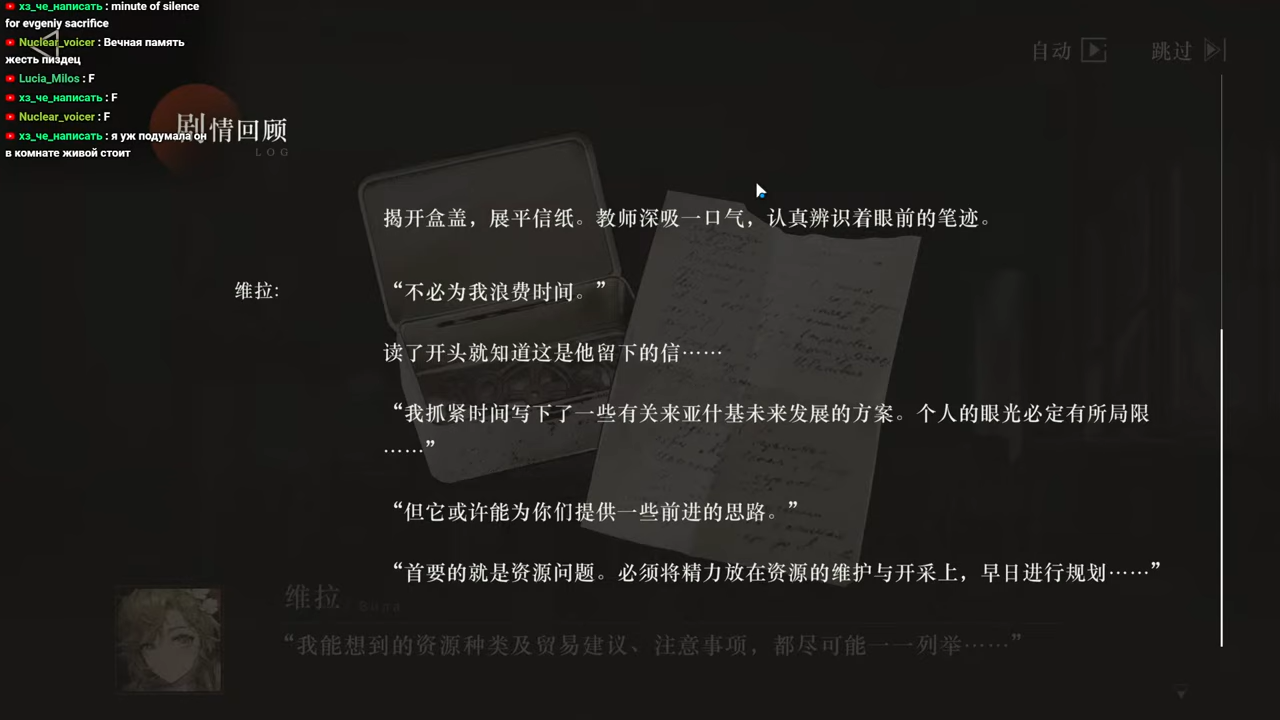 хз_че_написать : minute of silence
for evgeniy sacrifice
Nuclear_voicer : Вечная память
жесть пиздец
Lucia_Milos : F
хз_че_написать : F
Nuclear_voicer : F
хз_че_написать : я уж подумала он
в комнате живой стоит
自动
跳过
剧情回顾
LOG
揭开盒盖，展平信纸。教师深吸一口气，认真辨识着眼前的笔迹。
维拉:
“不必为我浪费时间。”
读了开头就知道这是他留下的信……
“我抓紧时间写下了一些有关来亚什基未来发展的方案。个人的眼光必定有所局限
……”
“但它或许能为你们提供一些前进的思路。”
“首要的就是资源问题。必须将精力放在资源的维护与开采上，早日进行规划……”
维拉
“我能想到的资源种类及贸易建议、注意事项，都尽可能一一列举……”